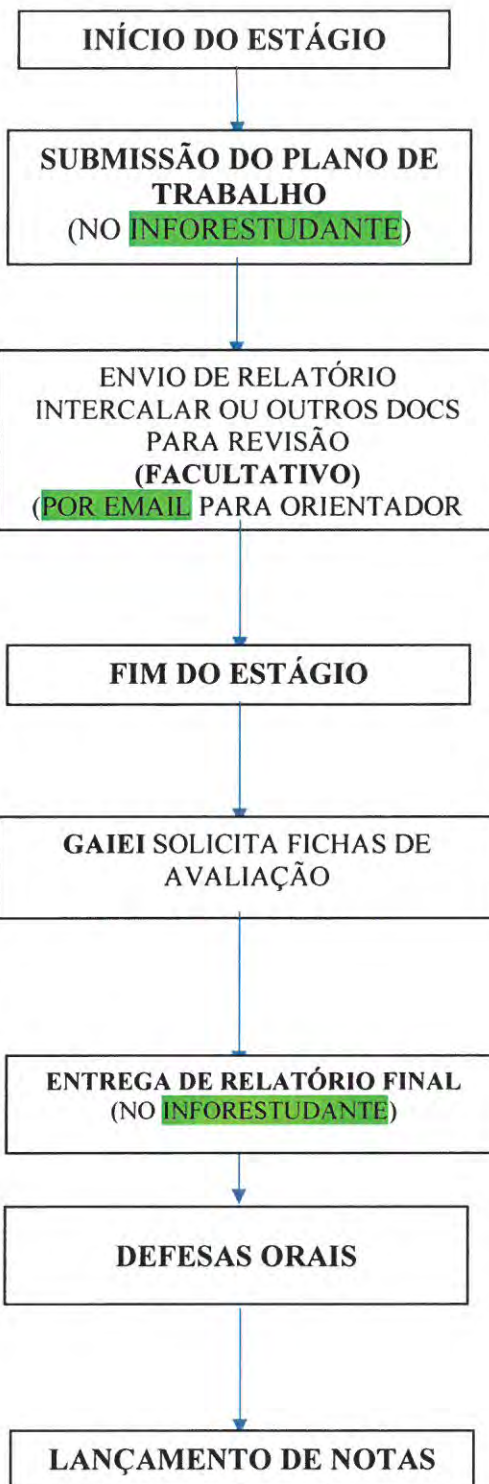 INÍCIO DO ESTÁGIO
SUBMISSÃO DO PLANO DE
TRABALHO
(NO INFORESTUDANTE)
ENVIO DE RELATÓRIO
INTERCALAR OU OUTROS DOCS
PARA REVISÃO
(FACULTATIVO)
(POR EMAIL PARA ORIENTADOR
FIM DO ESTÁGIO
GAIEI SOLICITA FICHAS DE
AVALIAÇÃO
ENTREGA DE RELATÓRIO FINAL
(NO INFORESTUDANTE)
DEFESAS ORAIS
LANÇAMENTO DE NOTAS